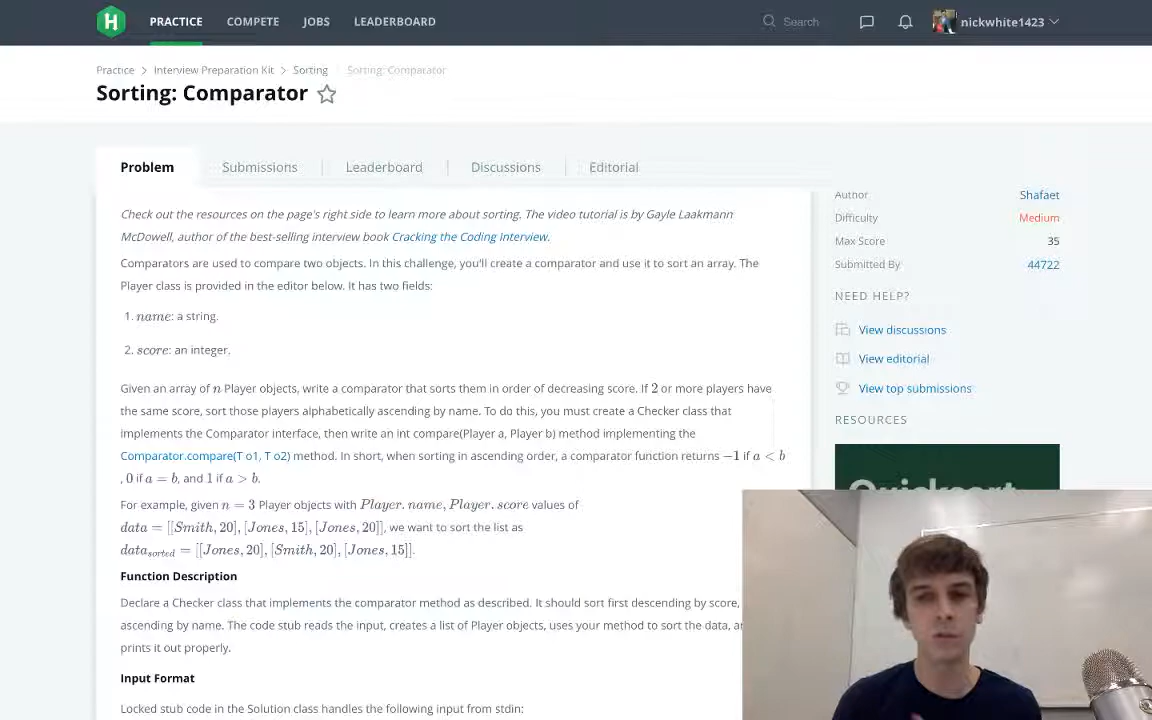 PRACTICE COMPETE JOBS LEADERBOARD Search nickwhite1423
Practice > Interview Preparation Kit > Sorting Sorting: Comparator
Sorting: Comparator
Problem Submissions Leaderboard Discussions Editorial
Check out the resources on the page's right side to learn more about sorting. The video tutorial is by Gayle Laakmann
McDowell, author of the best-selling interview book Cracking the Coding Interview.
Comparators are used to compare two objects. In this challenge, you'll create a comparator and use it to sort an array. The
Player class is provided in the editor below. It has two fields:
1. name: a string.
2. score: an integer.
Given an array of n Player objects, write a comparator that sorts them in order of decreasing score. If 2 or more players have
the same score, sort those players alphabetically ascending by name. To do this, you must create a Checker class that
implements the Comparator interface, then write an int compare(Player a, Player b) method implementing the
Comparator.compare(T o1, T o2) method. In short, when sorting in ascending order, a comparator function returns −1 if a < b
, 0 if a = b, and 1 if a > b.
For example, given n = 3 Player objects with Player.name, Player.score values of
data = [[Smith, 20], [Jones, 15], [Jones, 20]], we want to sort the list as
data sorted = [[Jones, 20], [Smith, 20], [Jones, 15]].
Function Description
Declare a Checker class that implements the comparator method as described. It should sort first descending by score,
ascending by name. The code stub reads the input, creates a list of Player objects, uses your method to sort the data,
prints it out properly.
Input Format
Locked stub code in the Solution class handles the following input from stdin:
Author Shafaet
Difficulty Medium
Max Score 35
Submitted By 44722
NEED HELP?
View discussions
View editorial
View top submissions
RESOURCES
Quicksort